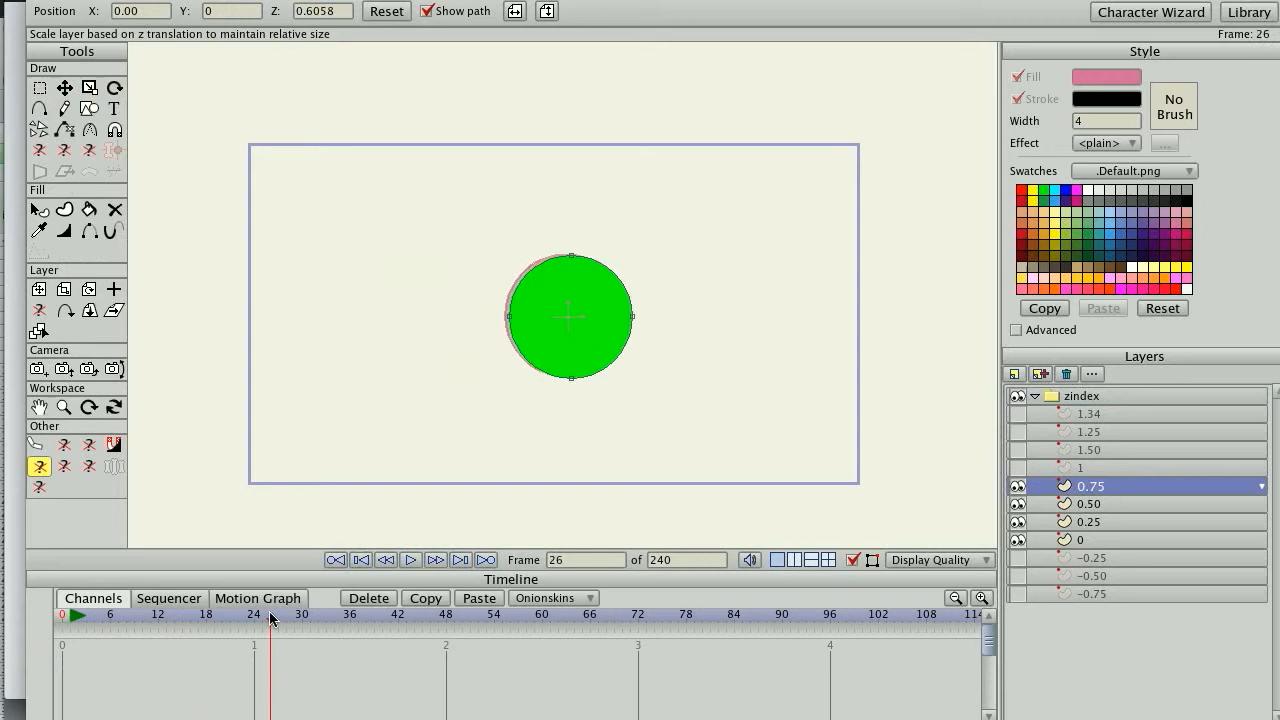 Position X: 0.00 Y: 0 Z: 0.6058 Reset Show path Character Wizard Library
Scale layer based on z translation to maintain relative size Frame: 26
Tools
Draw
T
Fill
Layer
Camera
Workspace
Other
Style
Fill
Stroke
No
Brush
Width 4
Effect <plain> ...
Swatches .Default.png
Copy Paste Reset
Advanced
Layers
...
zindex
1.34
1.25
1.50
1
0.75
0.50
0.25
0
-0.25
-0.50
-0.75
Frame 26 of 240 Display Quality
Timeline
Channels Sequencer Motion Graph Delete Copy Paste Onionskins
0 6 12 18 24 30 36 42 48 54 60 66 72 78 84 90 96 102 108 114
0 1 2 3 4